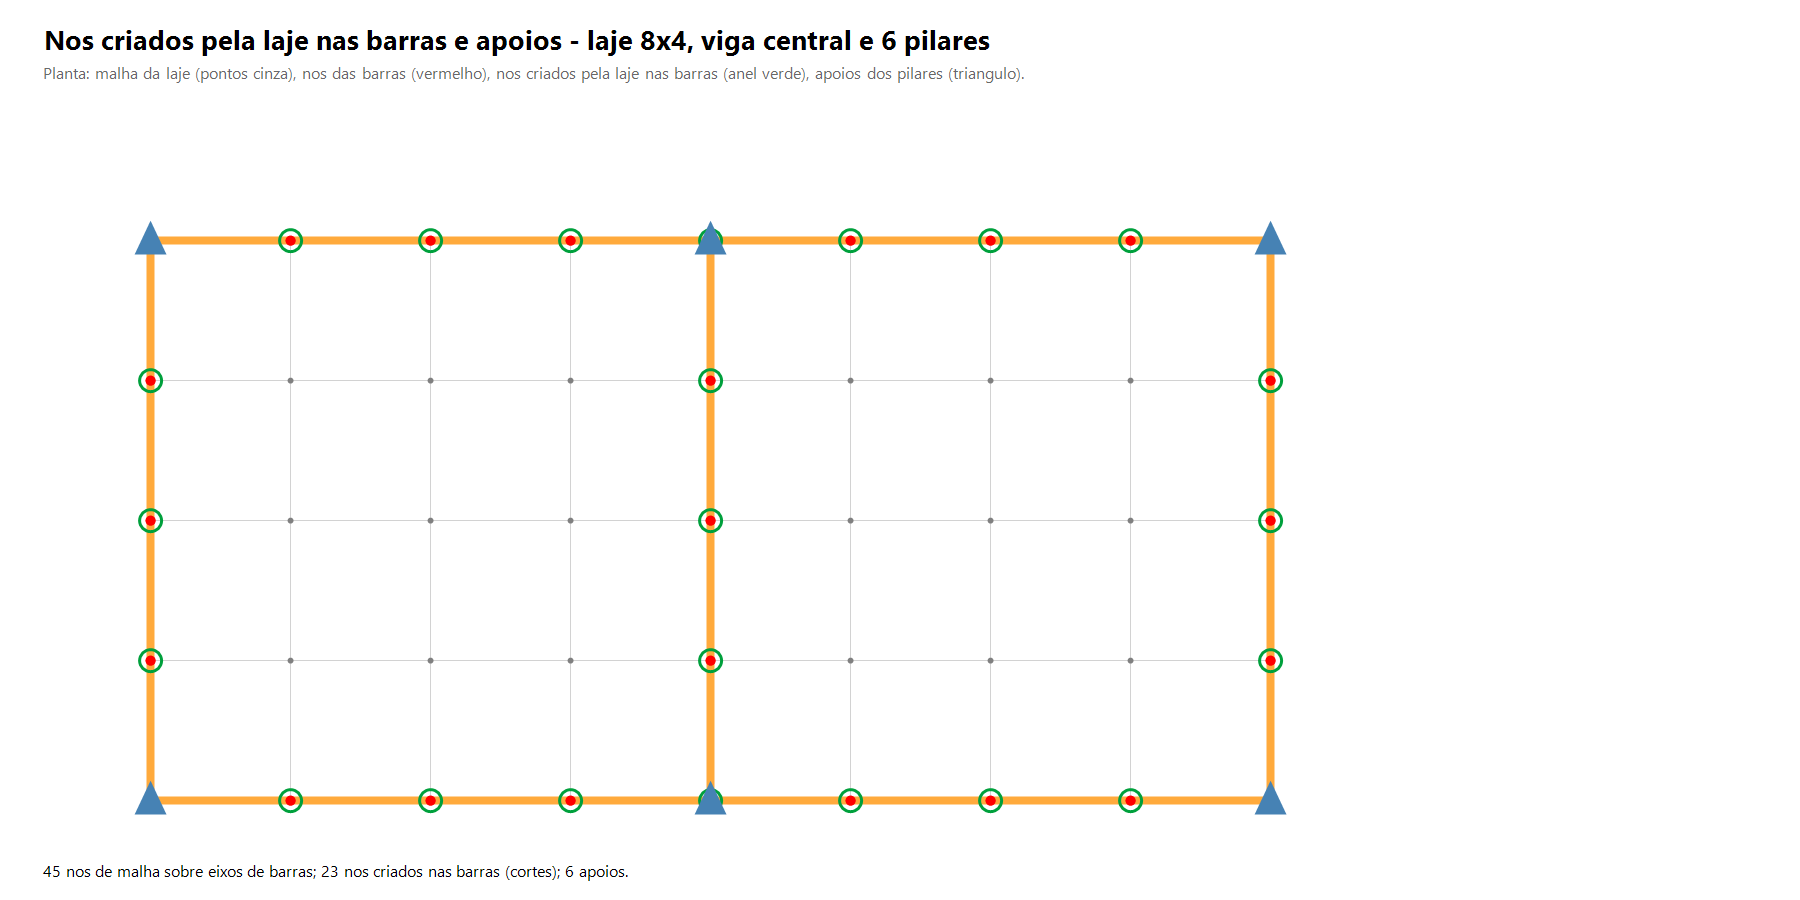 Nos criados pela laje nas barras e apoios - laje 8x4, viga central e 6 pilares
Planta: malha da laje (pontos cinza), nos das barras (vermelho), nos criados pela laje nas barras (anel verde), apoios dos pilares (triangulo).
45 nos de malha sobre eixos de barras; 23 nos criados nas barras (cortes); 6 apoios.